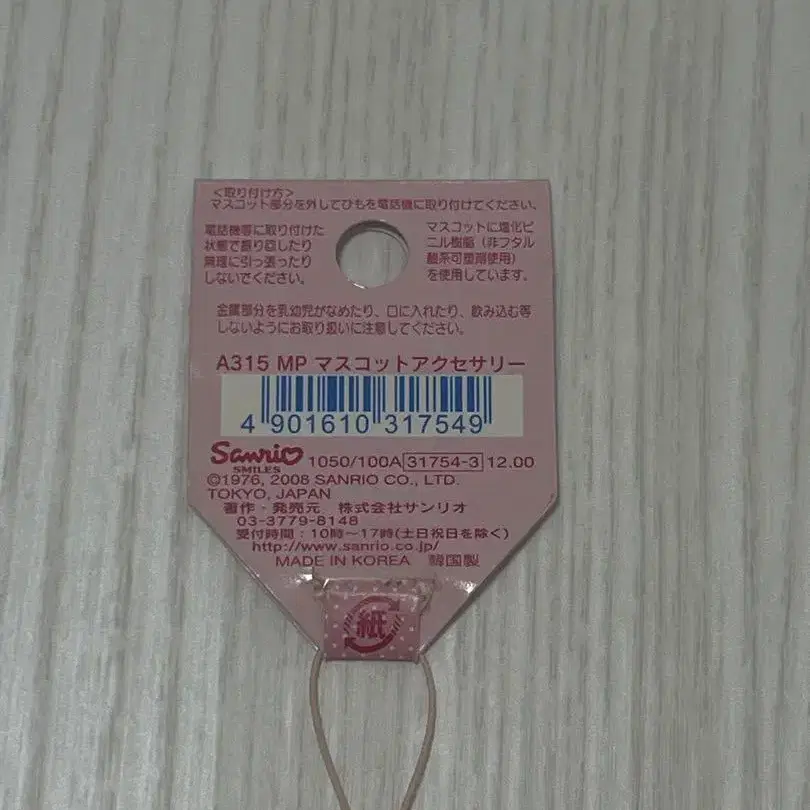 <取り付け方>
マスコット部分を外してひもを電話機に取り付けてください。
電話機等に取り付けた
状態で振り回したり
無理に引っ張ったり
しないでください。
マスコットに塩化ビ
ニル樹脂(非フタル
酸系可塑剤使用)
を使用しています。
金属部分を乳幼児がなめたり、口に入れたり、飲み込む等
しないようにお取り扱いに注意してください。
A315 MP マスコットアクセサリー
4 901610 317549
Sanrio
SMILES
1050/100A 31754-3 12.00
©1976, 2008 SANRIO CO., LTD.
TOKYO, JAPAN
著作・発売元 株式会社サンリオ
03-3779-8148
受付時間:10時～17時(土日祝日を除く)
http://www.sanrio.co.jp/
MADE IN KOREA 韓国製
紙